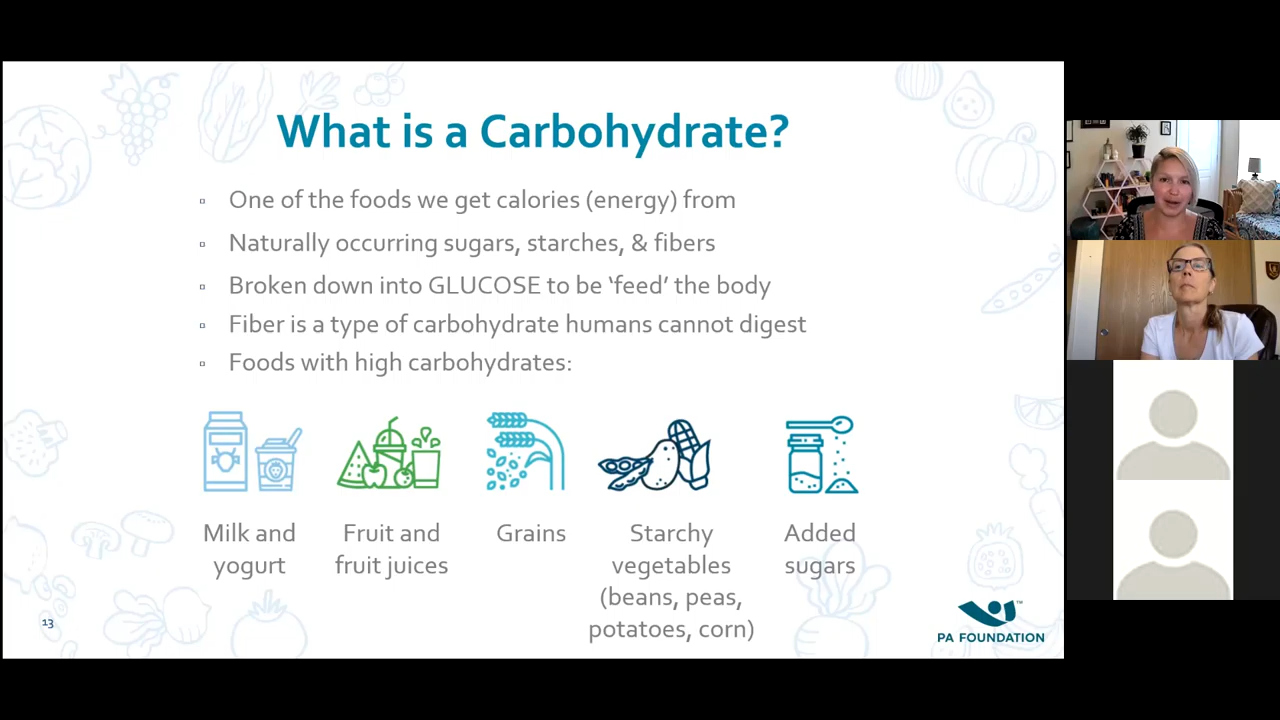 What is a Carbohydrate?
One of the foods we get calories (energy) from
Naturally occurring sugars, starches, & fibers
Broken down into GLUCOSE to be ‘feed’ the body
Fiber is a type of carbohydrate humans cannot digest
Foods with high carbohydrates:
Milk and
yogurt
Fruit and
fruit juices
Grains
Starchy
vegetables
(beans, peas,
potatoes, corn)
Added
sugars
13
PA FOUNDATION™